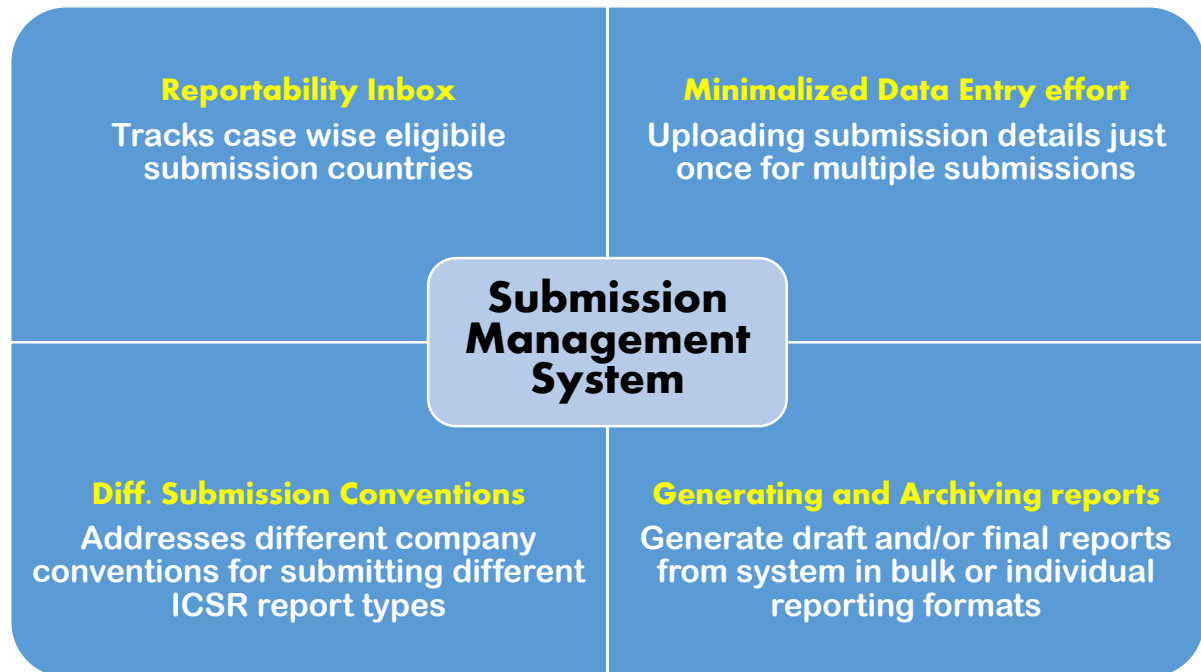 Reportability Inbox
Tracks case wise eligibile
submission countries
Minimalized Data Entry effort
Uploading submission details just
once for multiple submissions
Submission
Management
System
Diff. Submission Conventions
Addresses different company
conventions for submitting different
ICSR report types
Generating and Archiving reports
Generate draft and/or final reports
from system in bulk or individual
reporting formats